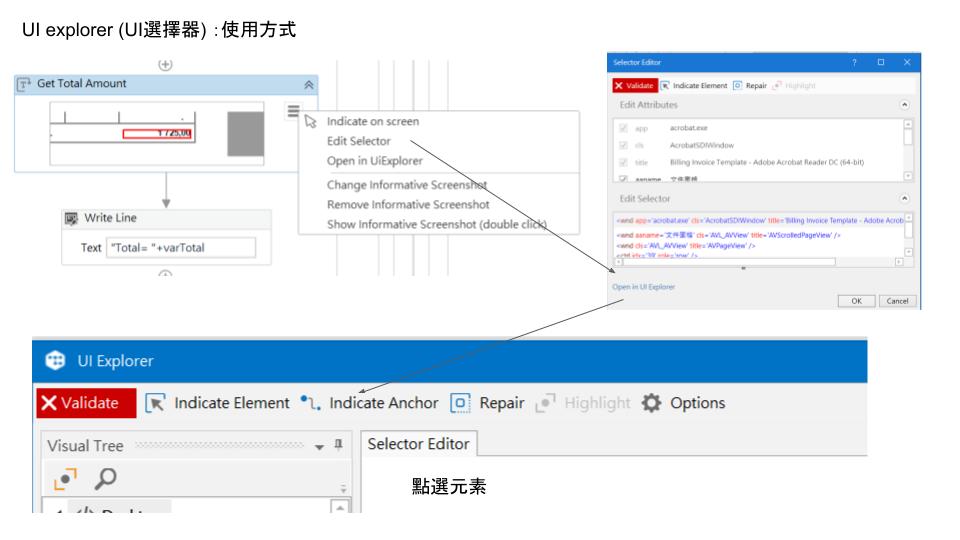 UI explorer (UI選擇器) : 使用方式
Get Total Amount
1 725,00
Indicate on screen
Edit Selector
Open in UiExplorer
Change Informative Screenshot
Remove Informative Screenshot
Show Informative Screenshot (double click)
Write Line
Text "Total= "+varTotal
Selector Editor
Validate Indicate Element Repair Highlight
Edit Attributes
app acrobat.exe
cls AcrobatSDIWindow
title Billing Invoice Template - Adobe Acrobat Reader DC (64-bit)
aaname 文件窗格
Edit Selector
<wnd app='acrobat.exe' cls='AcrobatSDIWindow' title='Billing Invoice Template - Adobe Acrob
<wnd aaname='文件窗格' cls='AVL_AVView' title='AVScrolledPageView' />
<wnd cls='AVL_AVView' title='AVPageView' />
<ctrl idx='39' role='row' />
Open in UI Explorer
OK Cancel
UI Explorer
Validate Indicate Element Indicate Anchor Repair Highlight Options
Visual Tree
Selector Editor
點選元素